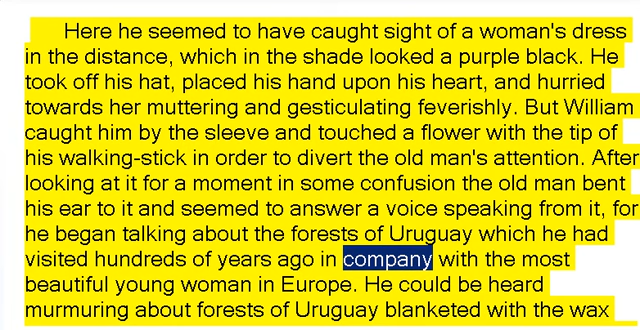 Here he seemed to have caught sight of a woman's dress
in the distance, which in the shade looked a purple black. He
took off his hat, placed his hand upon his heart, and hurried
towards her muttering and gesticulating feverishly. But William
caught him by the sleeve and touched a flower with the tip of
his walking-stick in order to divert the old man's attention. After
looking at it for a moment in some confusion the old man bent
his ear to it and seemed to answer a voice speaking from it, for
he began talking about the forests of Uruguay which he had
visited hundreds of years ago in company with the most
beautiful young woman in Europe. He could be heard
murmuring about forests of Uruguay blanketed with the wax